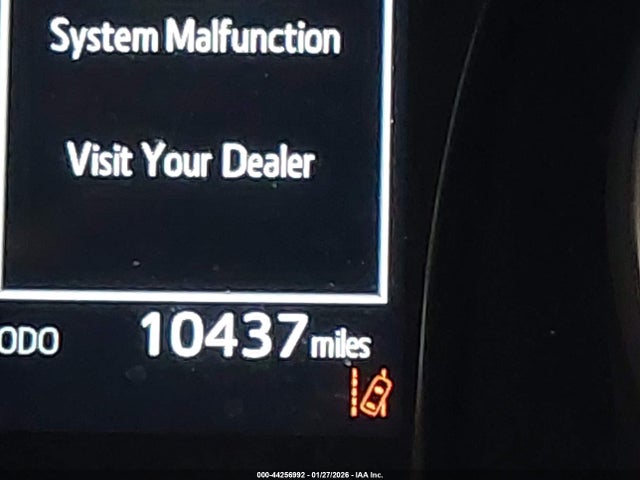 System Malfunction
Visit Your Dealer
ODO 10437 miles
000-44256992 - 01/27/2026 - IAA Inc.